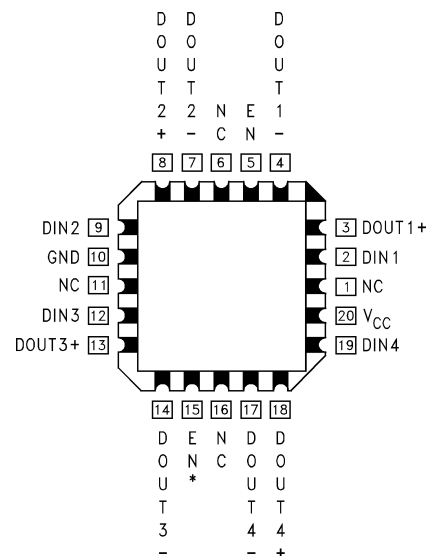 DOUT2+
DOUT2-
NC
EN
DOUT1-
8
7
6
5
4
DIN2 9
GND 10
NC 11
DIN3 12
DOUT3+ 13
3 DOUT1+
2 DIN1
1 NC
20 VCC
19 DIN4
14
15
16
17
18
DOUT3-
EN*
NC
DOUT4-
DOUT4+